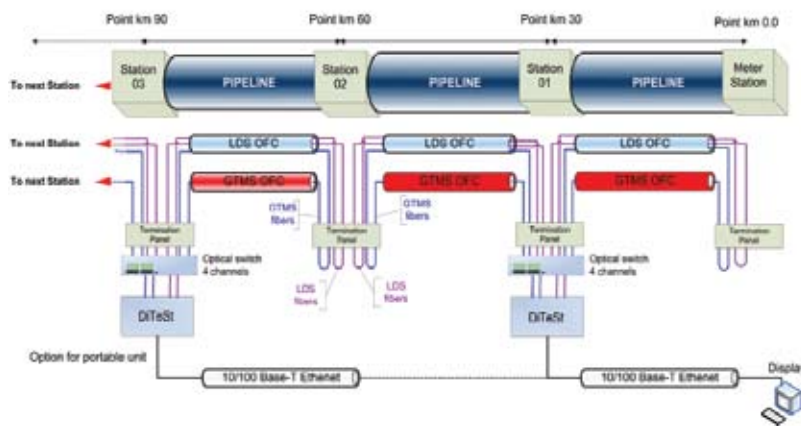 Point km 90
Point km 60
Point km 30
Point km 0.0
Station
03
PIPELINE
Station
02
PIPELINE
Station
01
PIPELINE
Meter
Station
To next Station
To next Station
LDS OFC
LDS OFC
LDS OFC
To next Station
GTMS OFC
GTMS OFC
GTMS OFC
GTMS
fibers
GTMS
fibers
Termination
Panel
Termination
Panel
Termination
Panel
Termination
Panel
Optical switch
4 channels
Optical switch
4 channels
LDS
fibers
LDS
fibers
DiTeSt
DiTeSt
Option for portable unit
Display
10/100 Base-T Ethenet
10/100 Base-T Ethenet